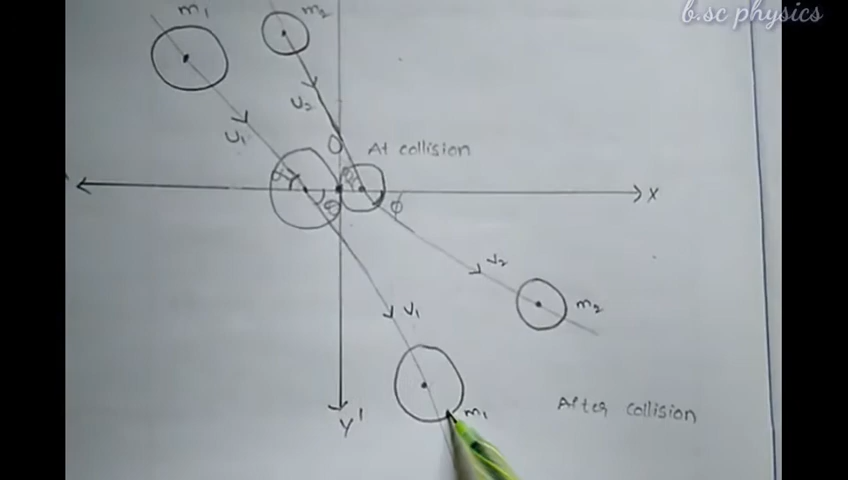 b.sc physics
m₁
m₂
U₂
U₁
O
At collision
α
β
X
θ
φ
V₂
m₂
V₁
m₁
After collision
Y'